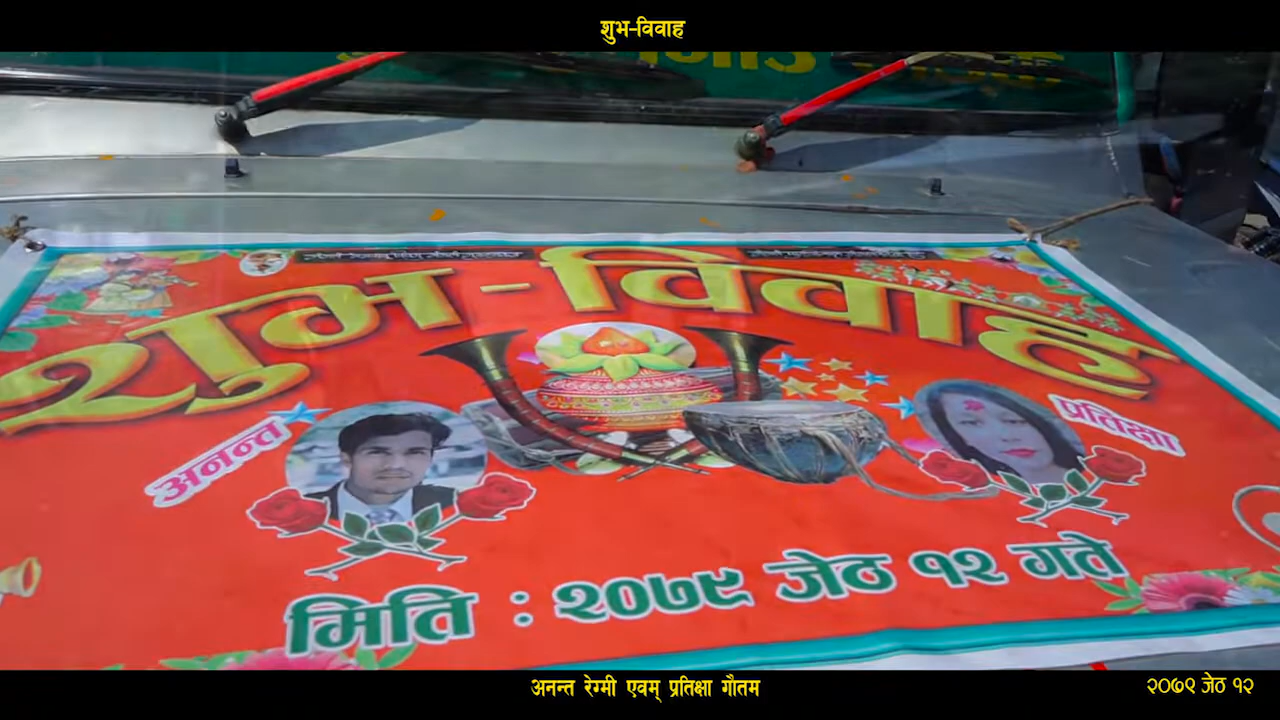 शुभ-विवाह
शुभ-विवाह
अनन्त
प्रतिक्षा
मिति : २०७९ जेठ १२ गते
अनन्त रेग्मी एवम् प्रतिक्षा गौतम
२०७९ जेठ १२